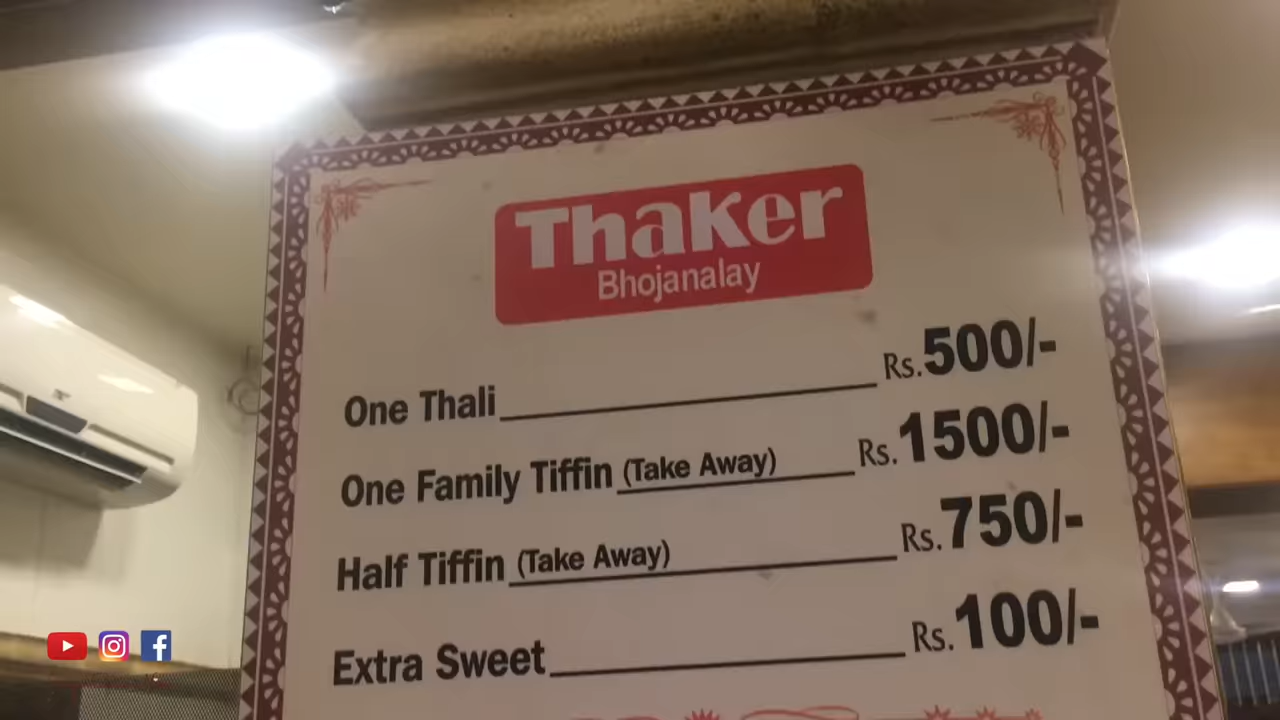 Thaker
Bhojanalay
One Thali Rs.500/-
One Family Tiffin (Take Away) Rs.1500/-
Half Tiffin (Take Away) Rs.750/-
Extra Sweet Rs.100/-